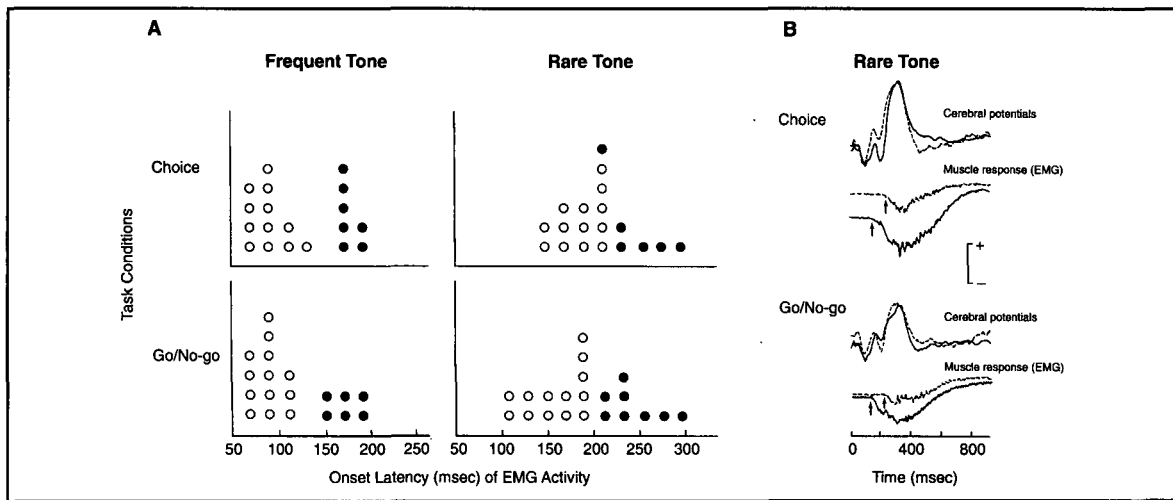 A
B
Frequent Tone
Rare Tone
Rare Tone
Choice
Cerebral potentials
Choice
Muscle response (EMG)
+
–
Task Conditions
Go/No-go
Cerebral potentials
Go/No-go
Muscle response (EMG)
50 100 150 200 50 100 150 200 250 300
0 400 800
Onset Latency (msec) of EMG Activity
Time (msec)